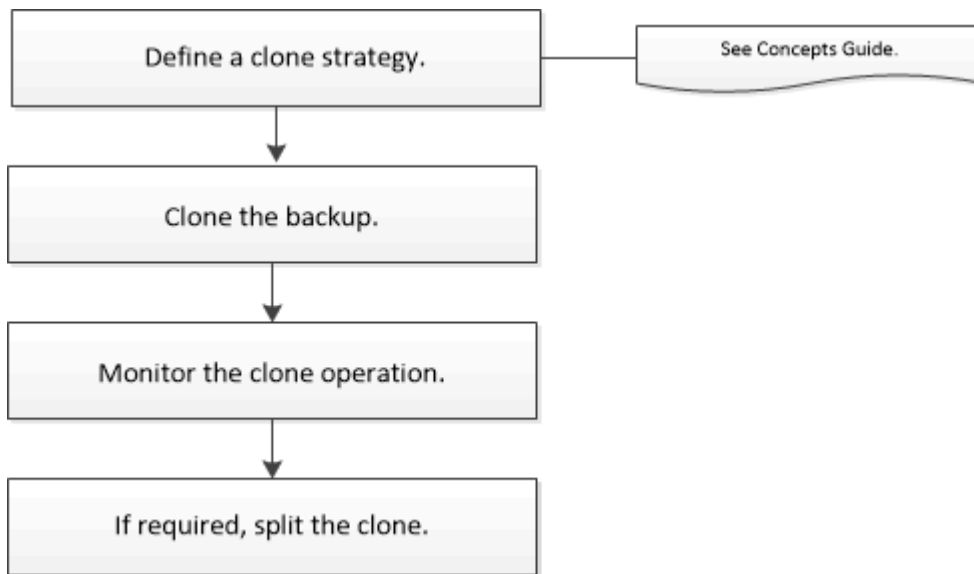 Define a clone strategy.
See Concepts Guide.
Clone the backup.
Monitor the clone operation.
If required, split the clone.